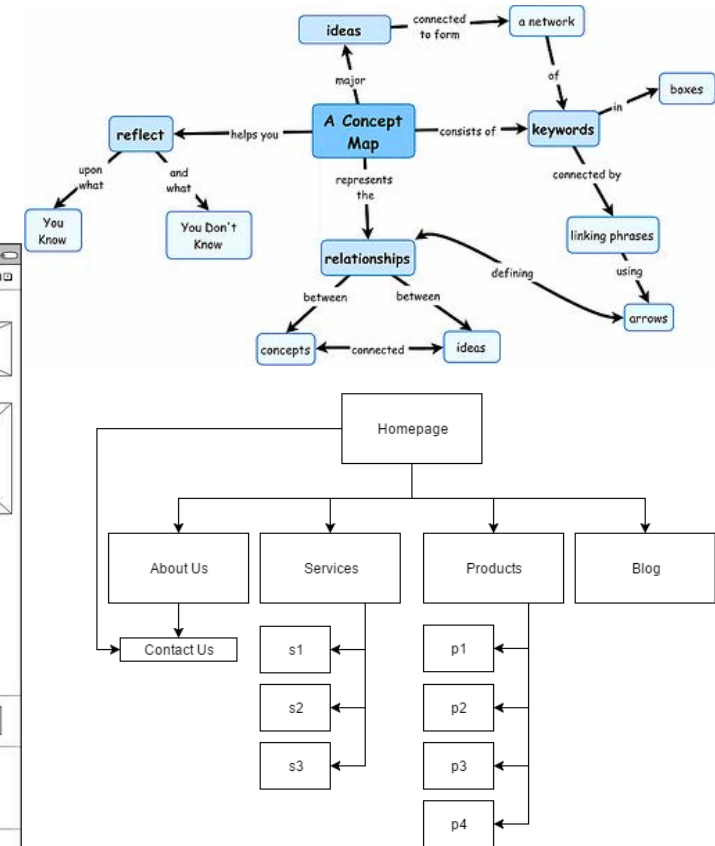 ideas
connected
to form
a network
major
of
boxes
in
A Concept
Map
consists of
keywords
helps you
reflect
upon
what
and
what
You
Know
You Don't
Know
represents
the
connected by
linking phrases
relationships
defining
using
arrows
between
between
concepts
connected
ideas
Homepage
About Us
Services
Products
Blog
Contact Us
s1
p1
s2
p2
s3
p3
p4